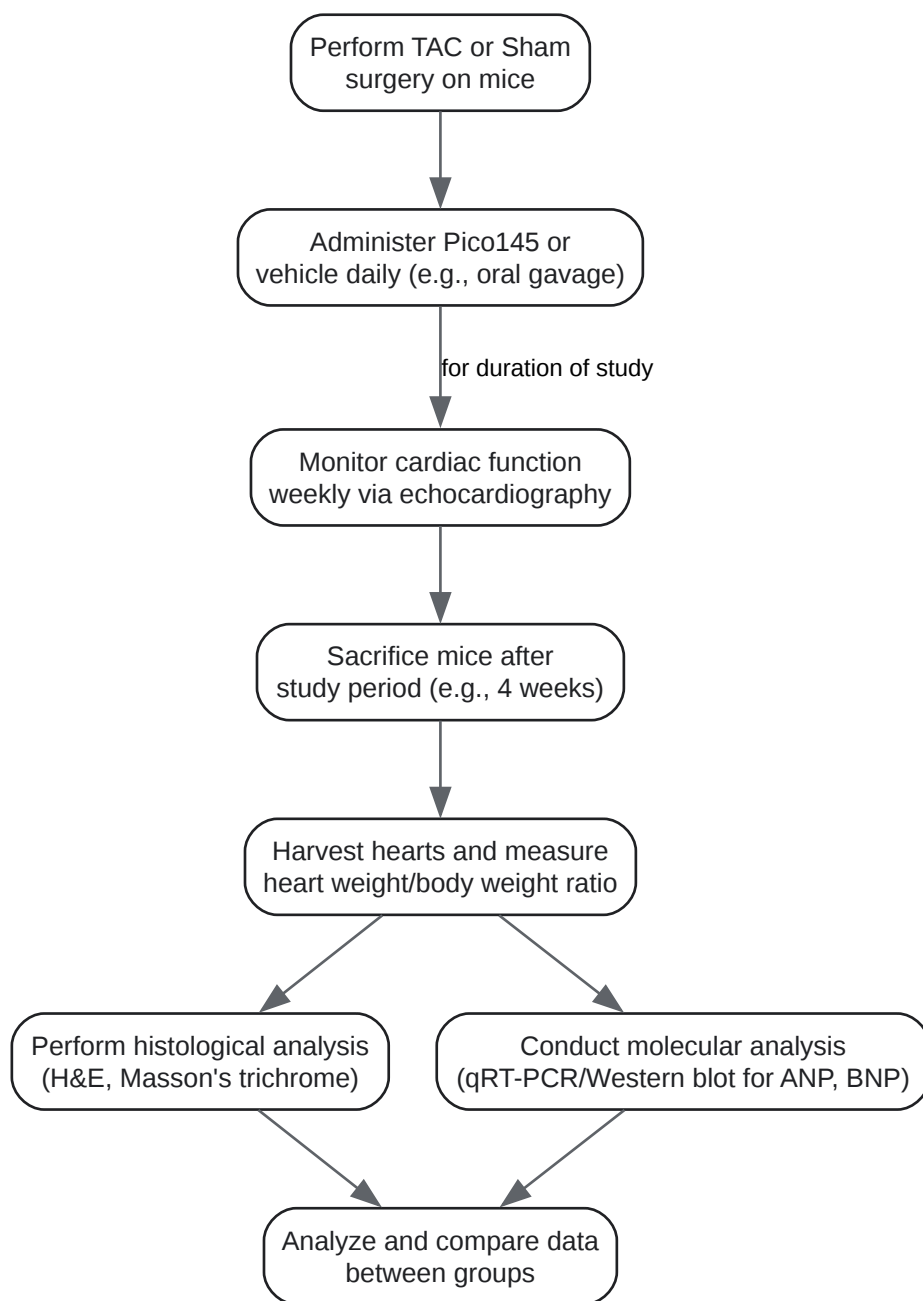 Perform TAC or Sham
surgery on mice
Administer Pico145 or
vehicle daily (e.g., oral gavage)
for duration of study
Monitor cardiac function
weekly via echocardiography
Sacrifice mice after
study period (e.g., 4 weeks)
Harvest hearts and measure
heart weight/body weight ratio
Perform histological analysis
(H&E, Masson's trichrome)
Conduct molecular analysis
(qRT-PCR/Western blot for ANP, BNP)
Analyze and compare data
between groups